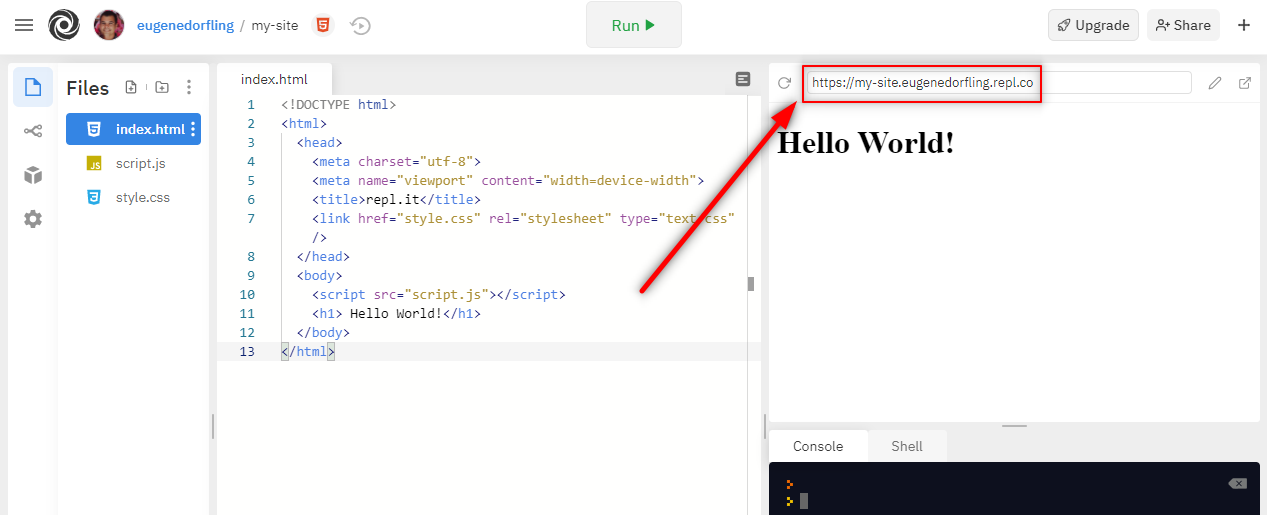 eugenedorfling / my-site
Run
Upgrade
Share
Files
index.html
script.js
style.css
index.html
1 <!DOCTYPE html>
2 <html>
3 <head>
4 <meta charset="utf-8">
5 <meta name="viewport" content="width=device-width">
6 <title>repl.it</title>
7 <link href="style.css" rel="stylesheet" type="text/css"
/>
8 </head>
9 <body>
10 <script src="script.js"></script>
11 <h1> Hello World!</h1>
12 </body>
13 </html>
https://my-site.eugenedorfling.repl.co
Hello World!
Console
Shell